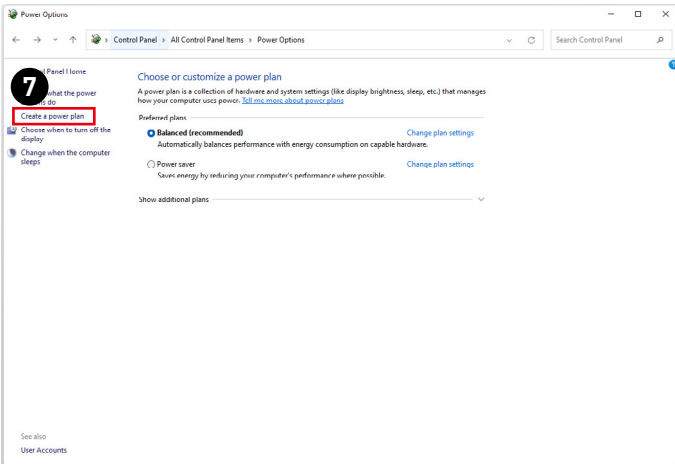 Power Options
Control Panel > All Control Panel Items > Power Options
Search Control Panel
7
Panel Home
what the power
s do
Create a power plan
Choose when to turn off the
display
Change when the computer
sleeps
Choose or customize a power plan
A power plan is a collection of hardware and system settings (like display brightness, sleep, etc.) that manages
how your computer uses power. Tell me more about power plans
Preferred plans
Balanced (recommended)
Change plan settings
Automatically balances performance with energy consumption on capable hardware.
Power saver
Change plan settings
Saves energy by reducing your computer's performance where possible.
Show additional plans
See also
User Accounts